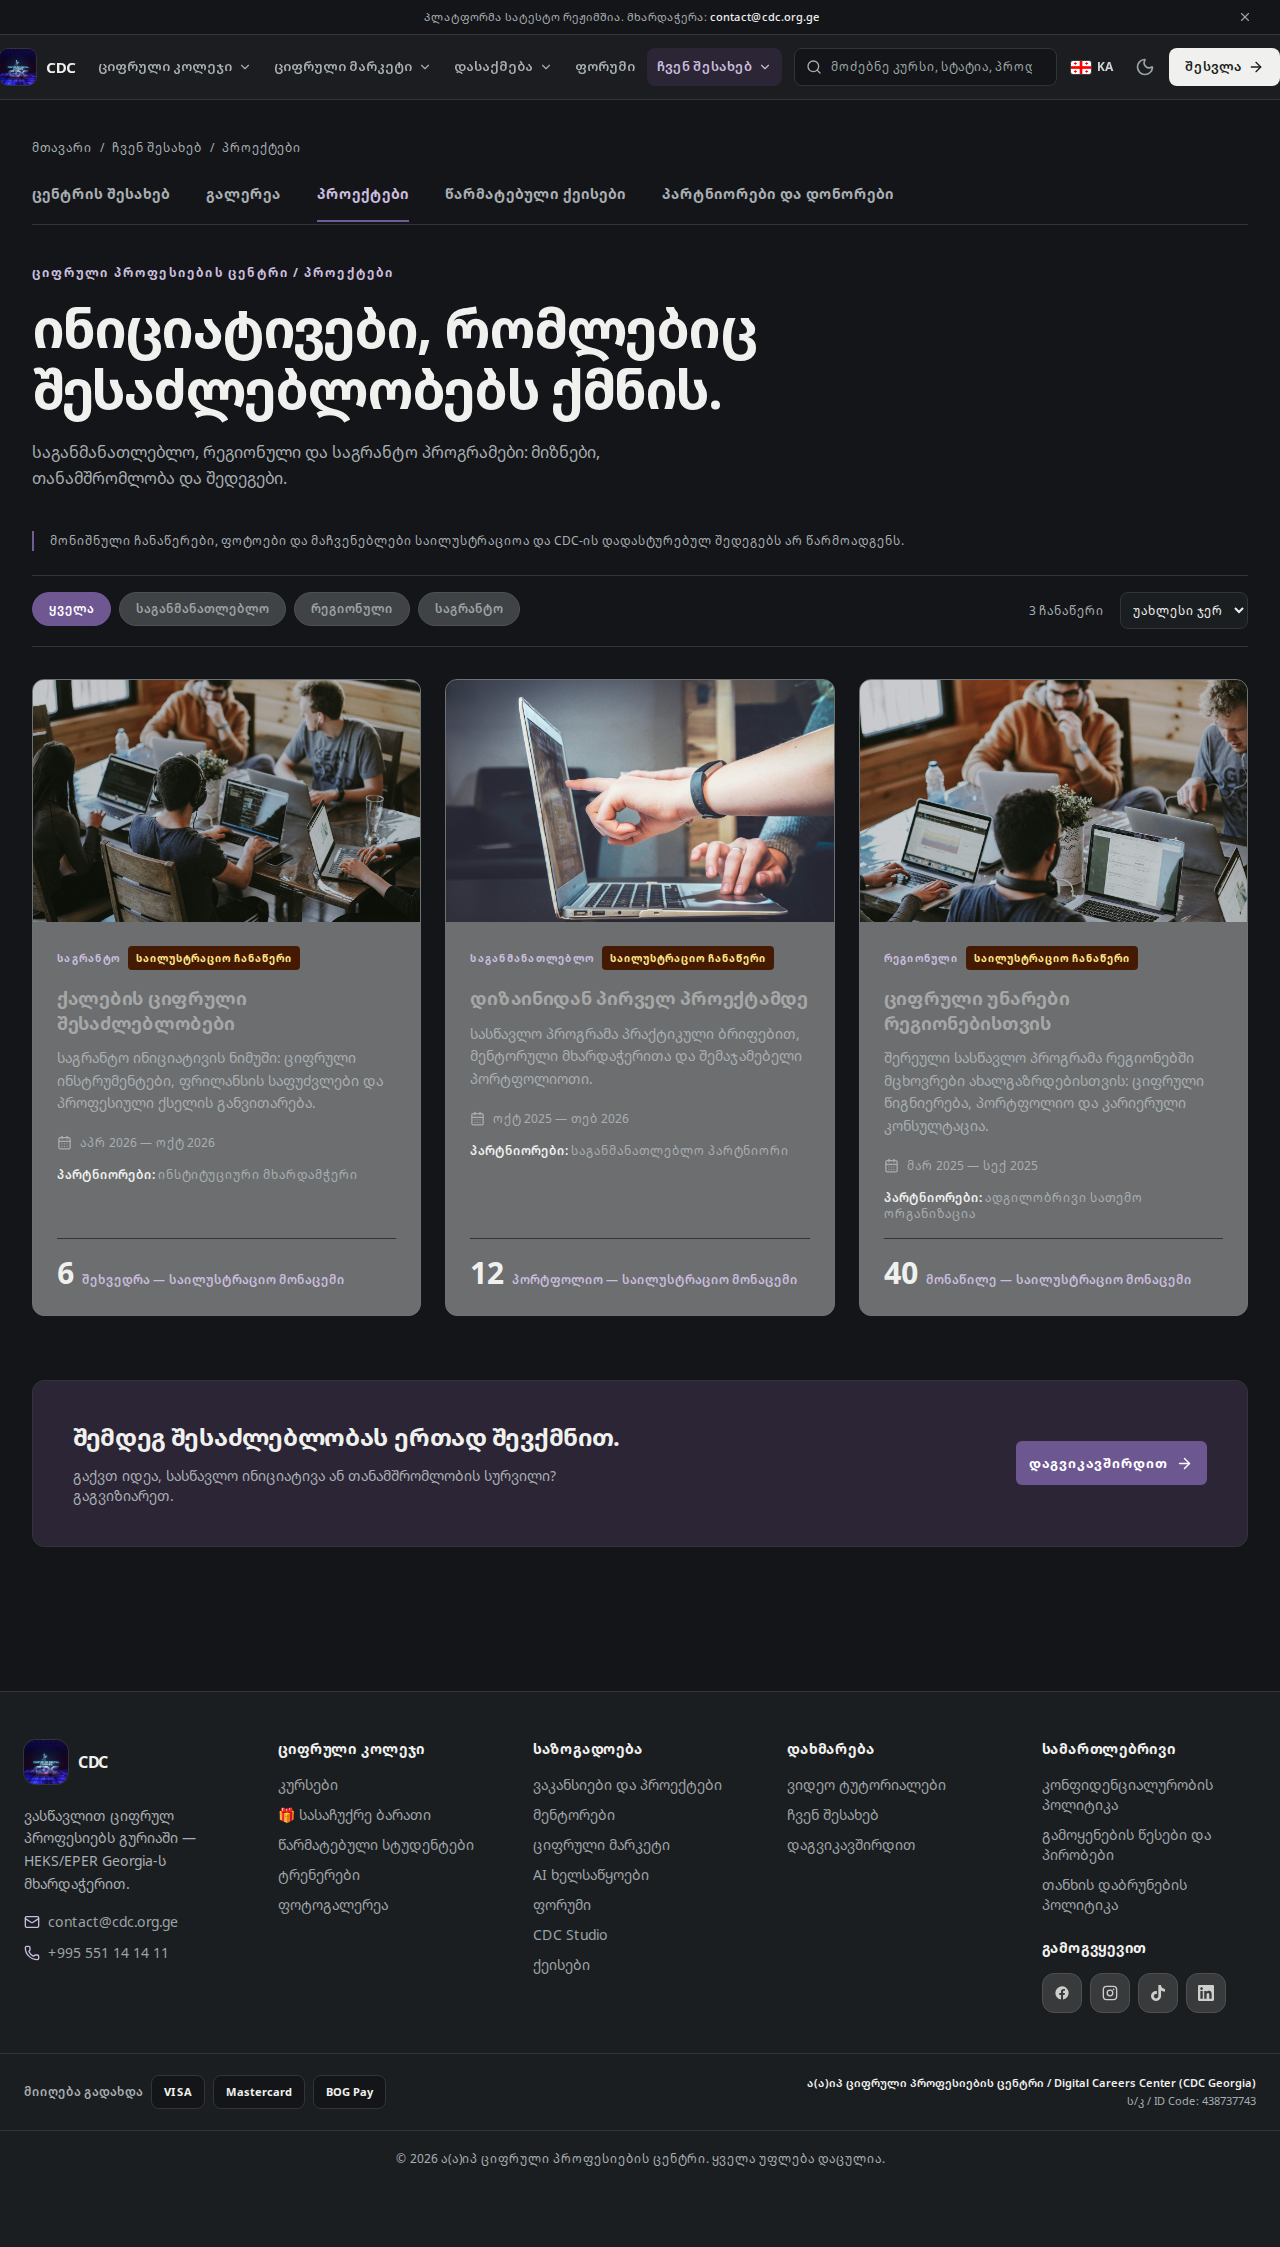 პლატფორმა სატესტო რეჟიმშია. მხარდაჭერა: contact@cdc.org.ge
CDC
ციფრული კოლეჯი
ციფრული მარკეტი
დასაქმება
ფორუმი
ჩვენ შესახებ
მოძებნე კურსი, სტატია, პროდ
KA
შესვლა
მთავარი / ჩვენ შესახებ / პროექტები
ცენტრის შესახებ
გალერეა
პროექტები
წარმატებული ქეისები
პარტნიორები და დონორები
ციფრული პროფესიების ცენტრი / პროექტები
ინიციატივები, რომლებიც
შესაძლებლობებს ქმნის.
საგანმანათლებლო, რეგიონული და საგრანტო პროგრამები: მიზნები,
თანამშრომლობა და შედეგები.
მონიშნული ჩანაწერები, ფოტოები და მაჩვენებლები საილუსტრაციოა და CDC-ის დადასტურებულ შედეგებს არ წარმოადგენს.
ყველა
საგანმანათლებლო
რეგიონული
საგრანტო
3 ჩანაწერი
უახლესი ჯერ
საგრანტო
საილუსტრაციო ჩანაწერი
ქალების ციფრული
შესაძლებლობები
საგრანტო ინიციატივის ნიმუში: ციფრული
ინსტრუმენტები, ფრილანსის საფუძვლები და
პროფესიული ქსელის განვითარება.
აპრ 2026 — ოქტ 2026
პარტნიორები: ინსტიტუციური მხარდამჭერი
6 შეხვედრა — საილუსტრაციო მონაცემი
საგანმანათლებლო
საილუსტრაციო ჩანაწერი
დიზაინიდან პირველ პროექტამდე
სასწავლო პროგრამა პრაქტიკული ბრიფებით,
მენტორული მხარდაჭერითა და შემაჯამებელი
პორტფოლიოთი.
ოქტ 2025 — თებ 2026
პარტნიორები: საგანმანათლებლო პარტნიორი
12 პორტფოლიო — საილუსტრაციო მონაცემი
რეგიონული
საილუსტრაციო ჩანაწერი
ციფრული უნარები
რეგიონებისთვის
შერეული სასწავლო პროგრამა რეგიონებში
მცხოვრები ახალგაზრდებისთვის: ციფრული
წიგნიერება, პორტფოლიო და კარიერული
კონსულტაცია.
მარ 2025 — სექ 2025
პარტნიორები: ადგილობრივი სათემო
ორგანიზაცია
40 მონაწილე — საილუსტრაციო მონაცემი
შემდეგ შესაძლებლობას ერთად შევქმნით.
გაქვთ იდეა, სასწავლო ინიციატივა ან თანამშრომლობის სურვილი?
გაგვიზიარეთ.
დაგვიკავშირდით
CDC
ვასწავლით ციფრულ
პროფესიებს გურიაში —
HEKS/EPER Georgia-ს
მხარდაჭერით.
contact@cdc.org.ge
+995 551 14 14 11
ციფრული კოლეჯი
კურსები
🎁 სასაჩუქრე ბარათი
წარმატებული სტუდენტები
ტრენერები
ფოტოგალერეა
საზოგადოება
ვაკანსიები და პროექტები
მენტორები
ციფრული მარკეტი
AI ხელსაწყოები
ფორუმი
CDC Studio
ქეისები
დახმარება
ვიდეო ტუტორიალები
ჩვენ შესახებ
დაგვიკავშირდით
სამართლებრივი
კონფიდენციალურობის
პოლიტიკა
გამოყენების წესები და
პირობები
თანხის დაბრუნების
პოლიტიკა
გამოგვყევით
მიიღება გადახდა
VISA
Mastercard
BOG Pay
ა(ა)იპ ციფრული პროფესიების ცენტრი / Digital Careers Center (CDC Georgia)
ს/კ / ID Code: 438737743
© 2026 ა(ა)იპ ციფრული პროფესიების ცენტრი. ყველა უფლება დაცულია.